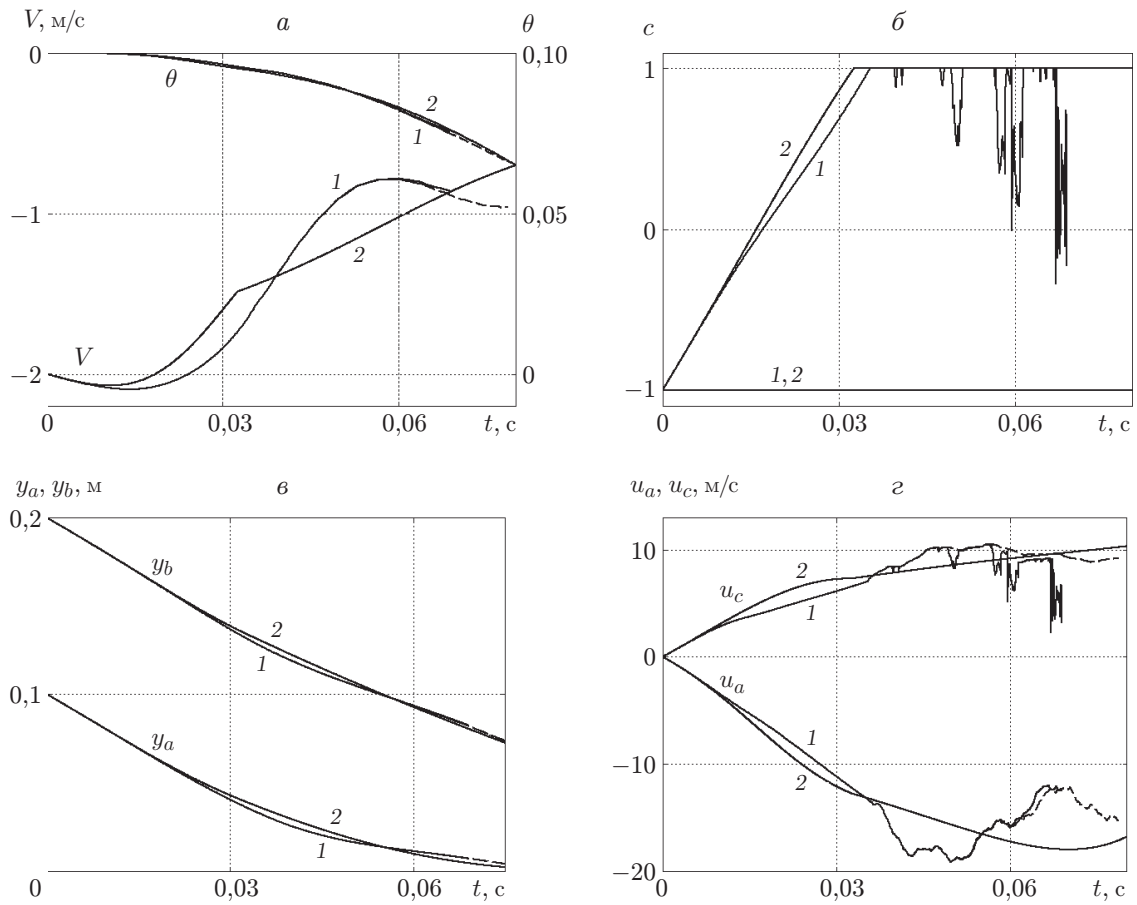 V, м/с а θ
0 0,10
θ
2
1
1
−1 0,05
2
V
−2 0
0 0,03 0,06 t, с
с б
1
2
1
0
1, 2
−1
0 0,03 0,06 t, с
y_a, y_b, м в
0,2
y_b
2
1
0,1
y_a
2
1
0 0,03 0,06 t, с
u_a, u_c, м/с г
10
2
u_c
1
0
u_a
1
−10
2
−20
0 0,03 0,06 t, с